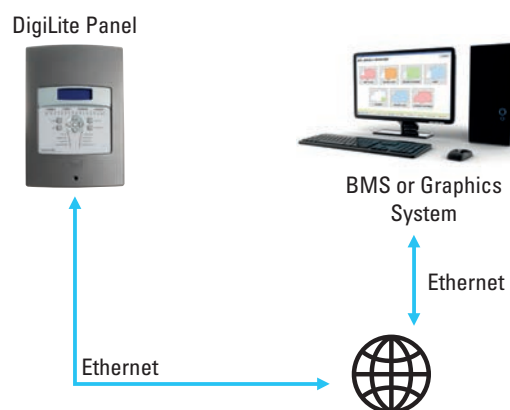 DigiLite Panel
BMS or Graphics
System
Ethernet
Ethernet